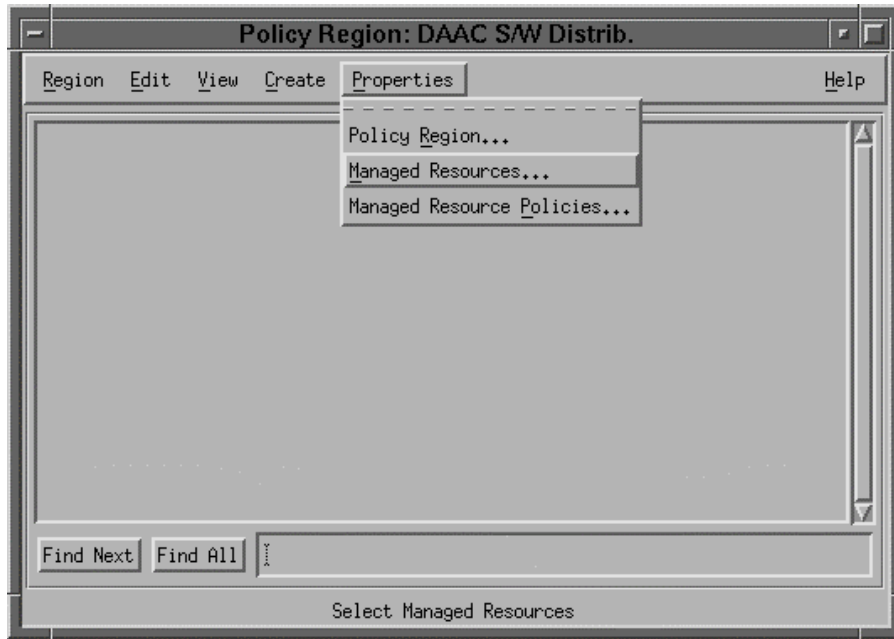 Policy Region: DAAC S/W Distrib.
Region Edit View Create Properties Help
Policy Region...
Managed Resources...
Managed Resource Policies...
Find Next Find All
Select Managed Resources